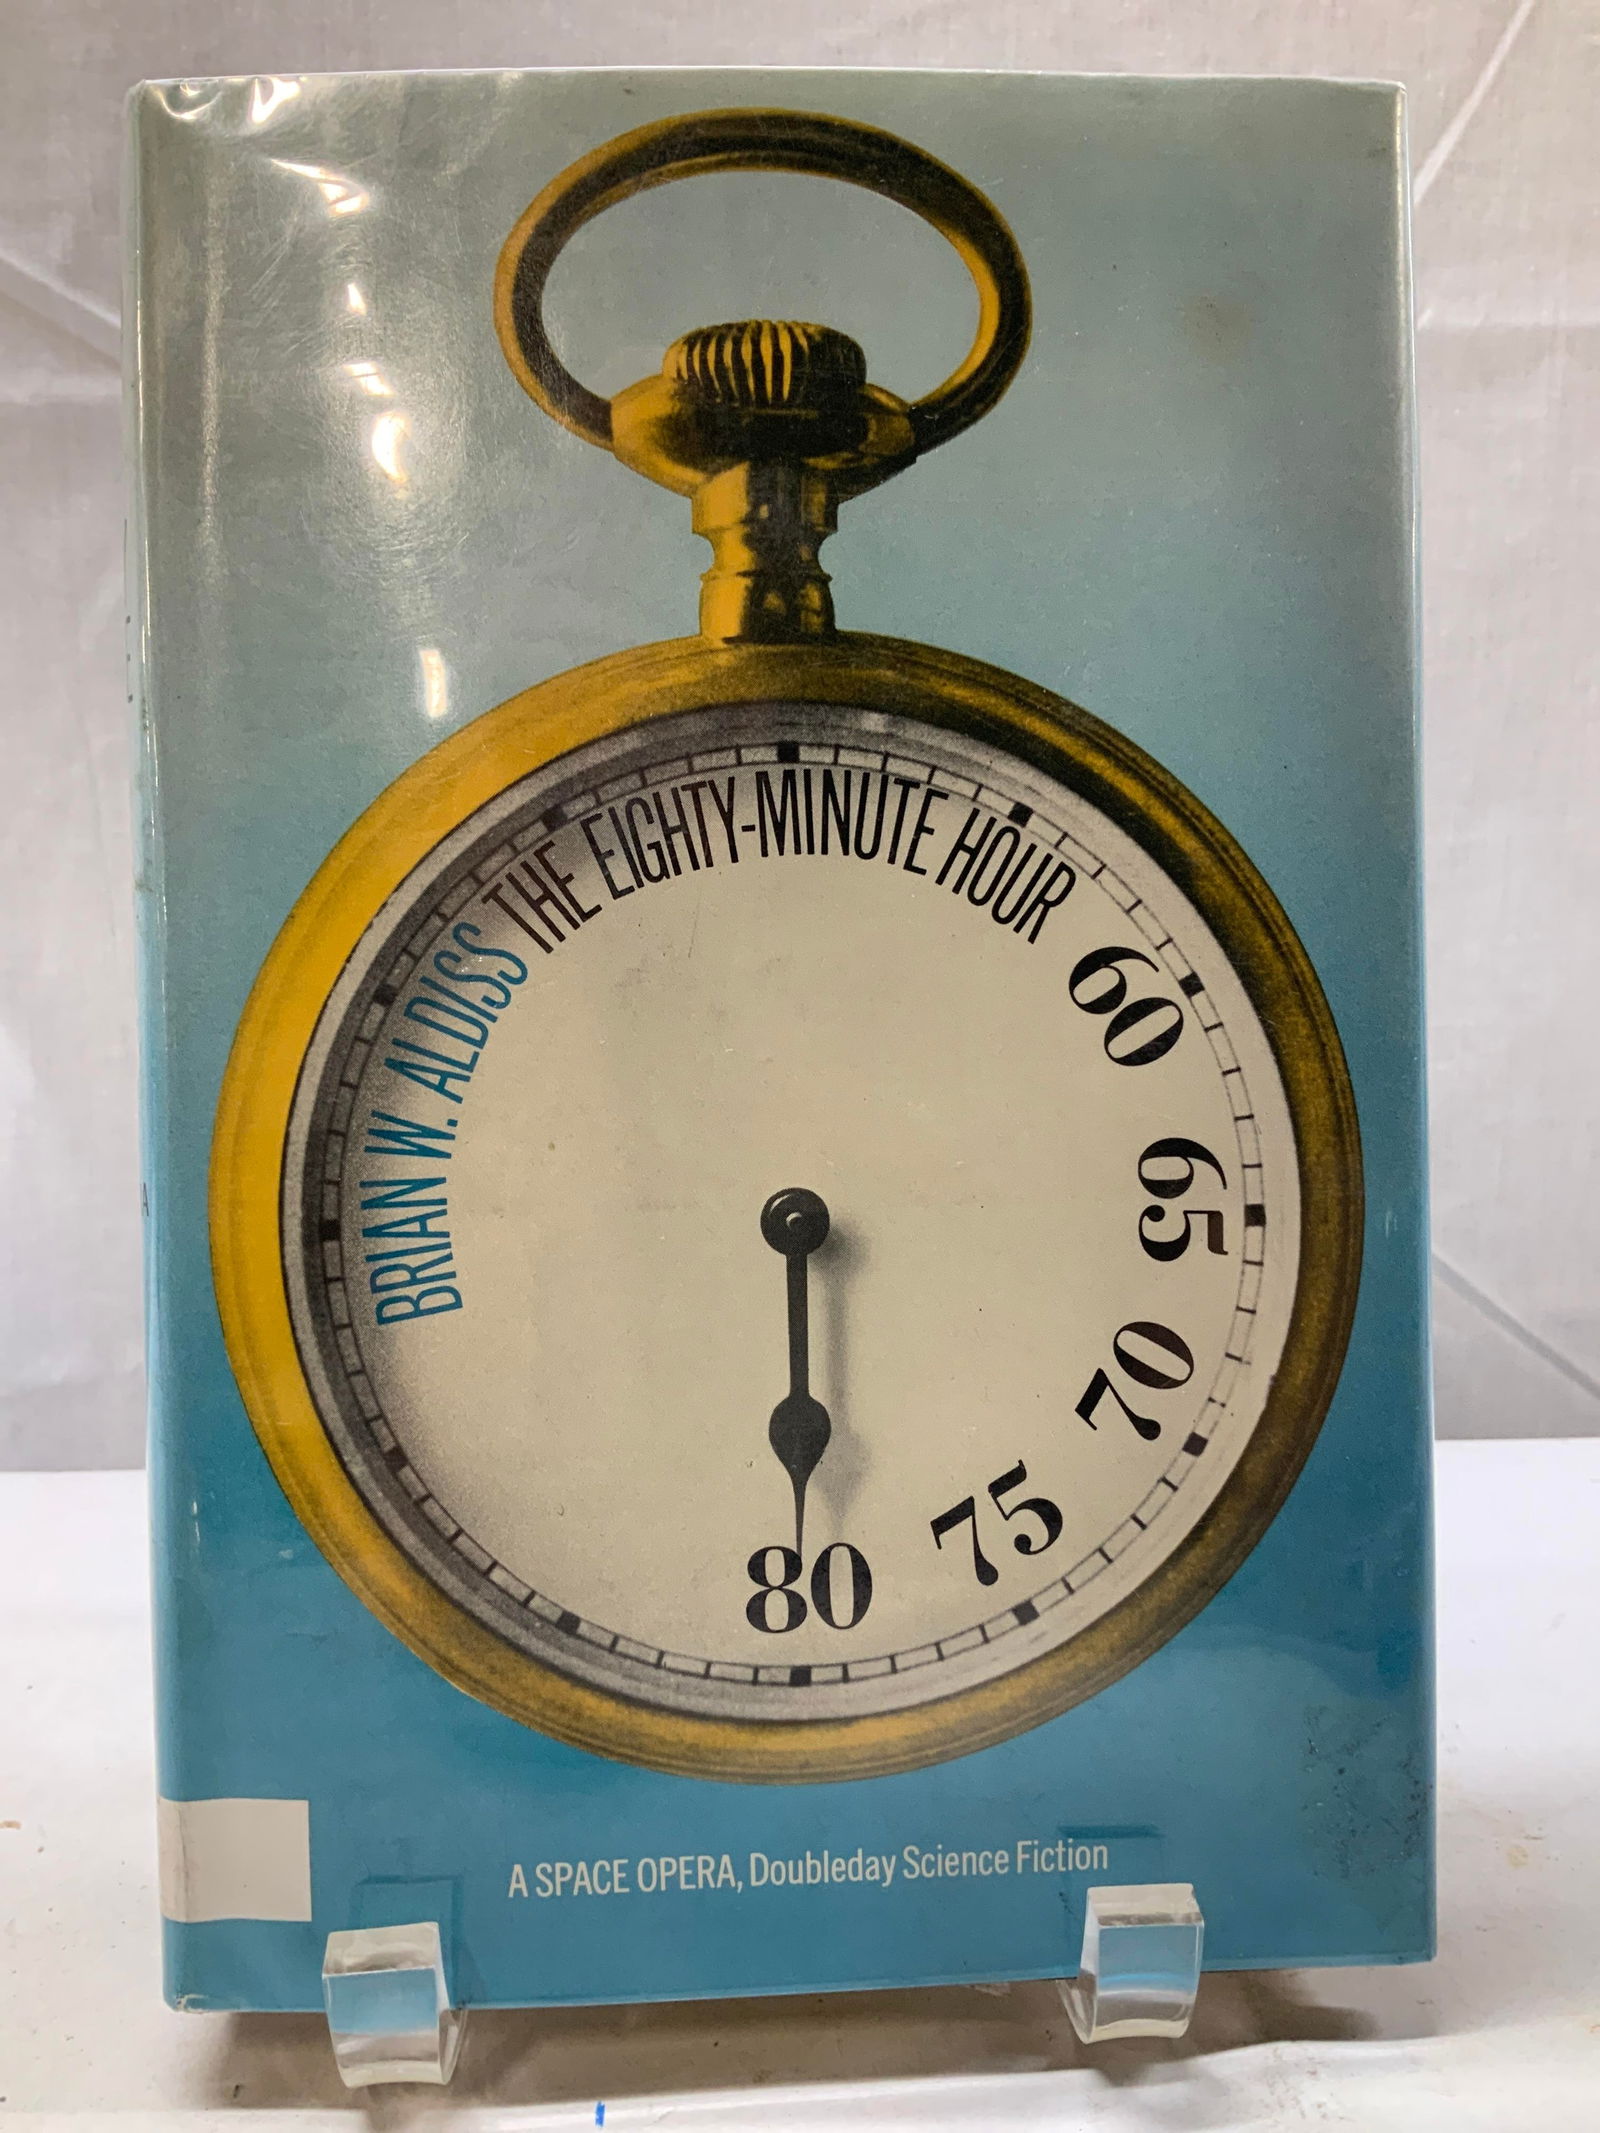 BRIAN W. ALDISS THE EIGHTY-MINUTE HOUR
60
65
70
75
80
A SPACE OPERA, Doubleday Science Fiction